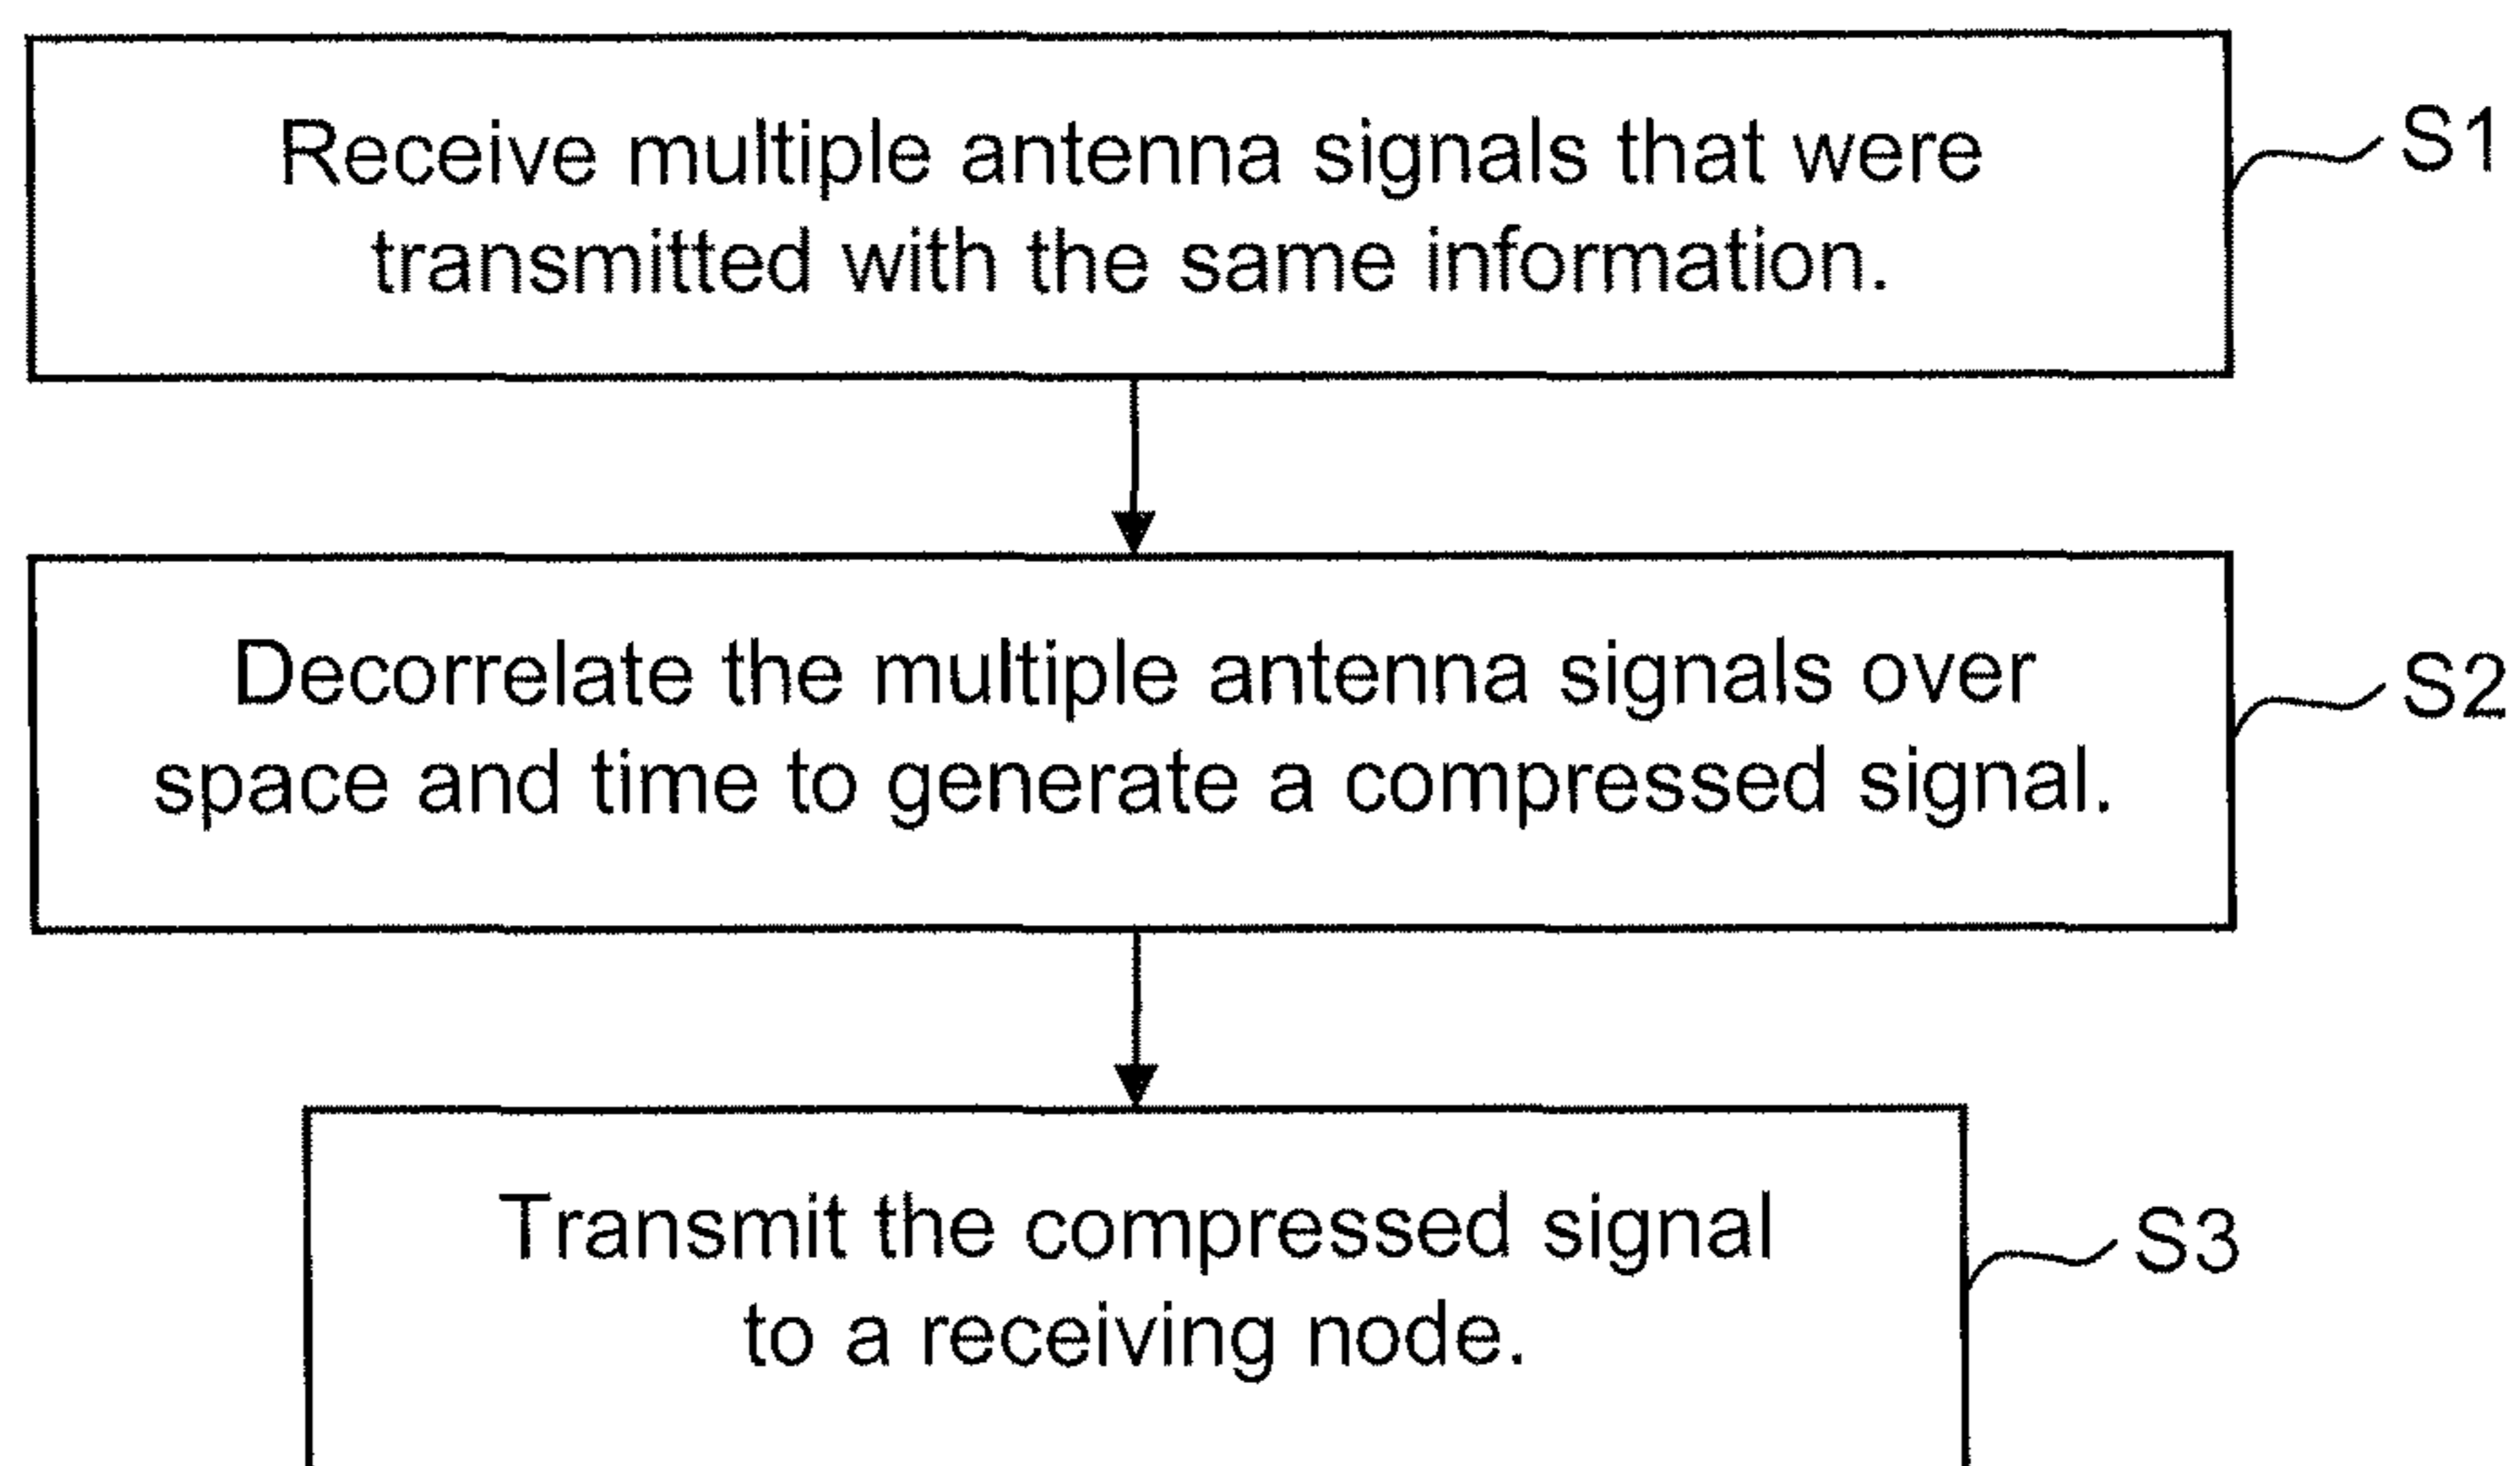 Receive multiple antenna signals that were
transmitted with the same information.
S1
Decorrelate the multiple antenna signals over
space and time to generate a compressed signal.
S2
Transmit the compressed signal
to a receiving node.
S3